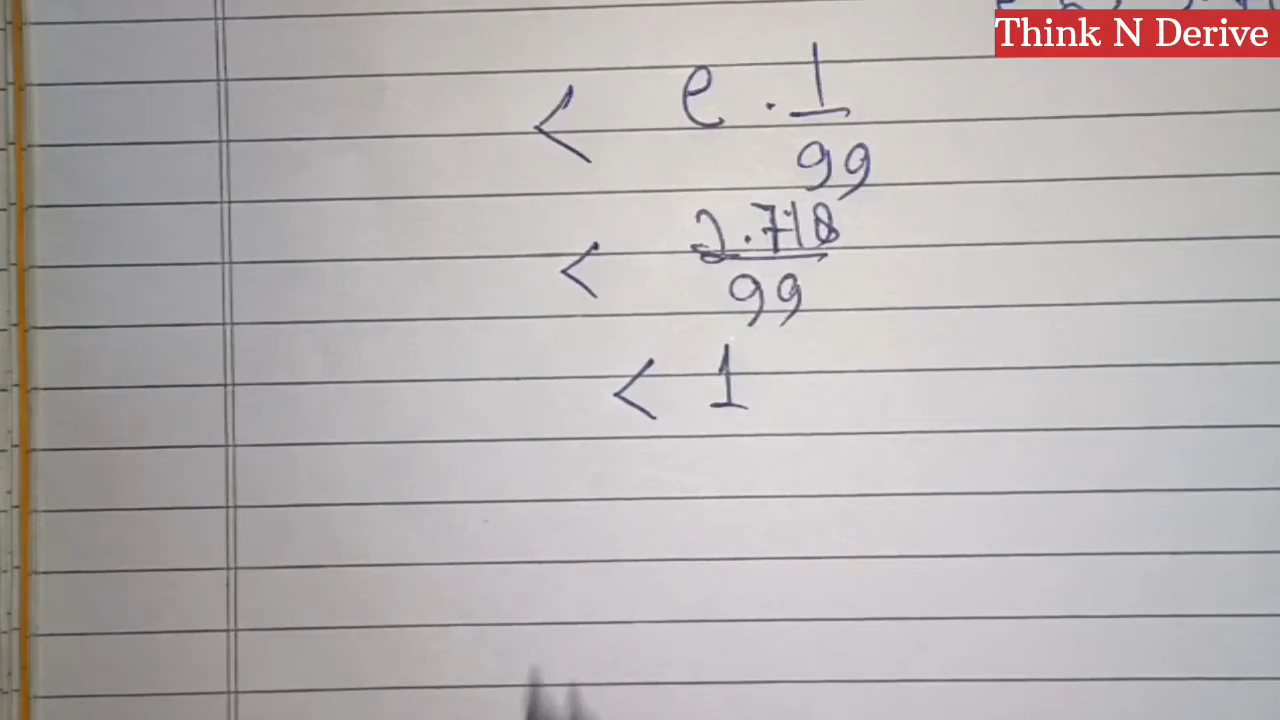 Think N Derive
< e . 1/99
< 2.718/99
< 1